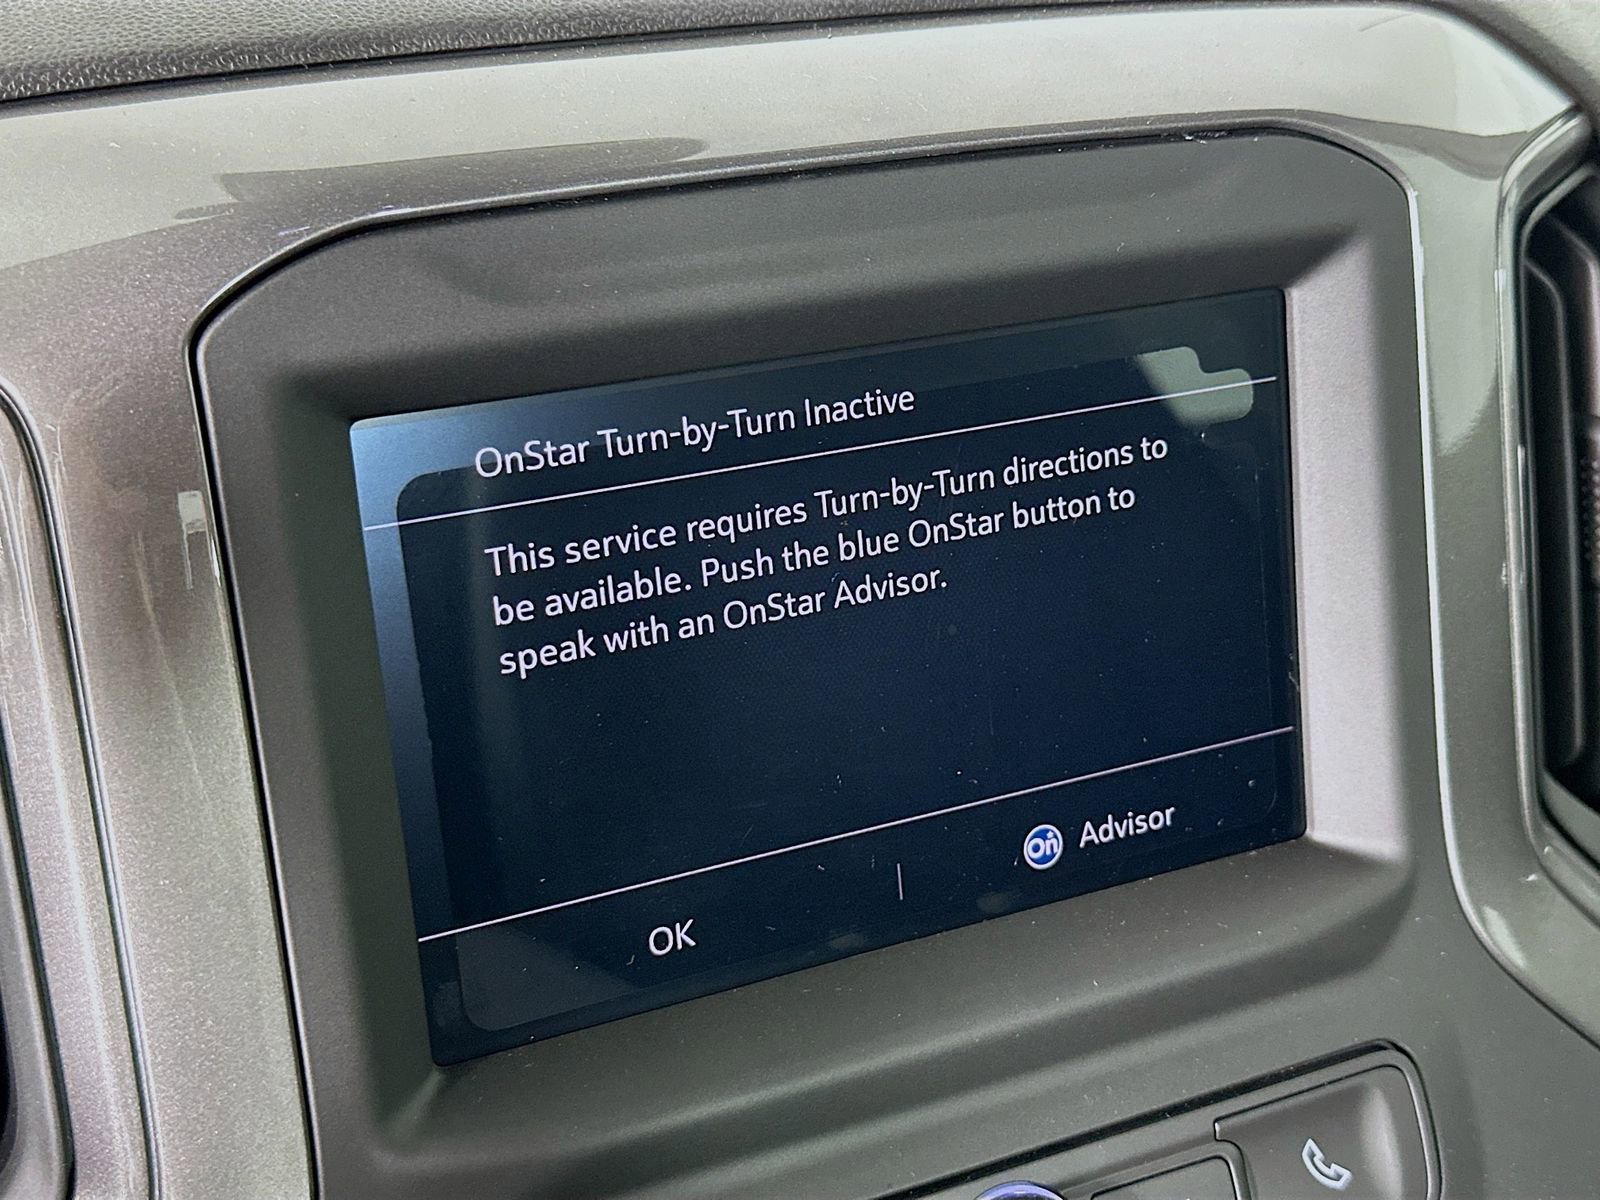 OnStar Turn-by-Turn Inactive
This service requires Turn-by-Turn directions to
be available. Push the blue OnStar button to
speak with an OnStar Advisor.
OK
On Advisor